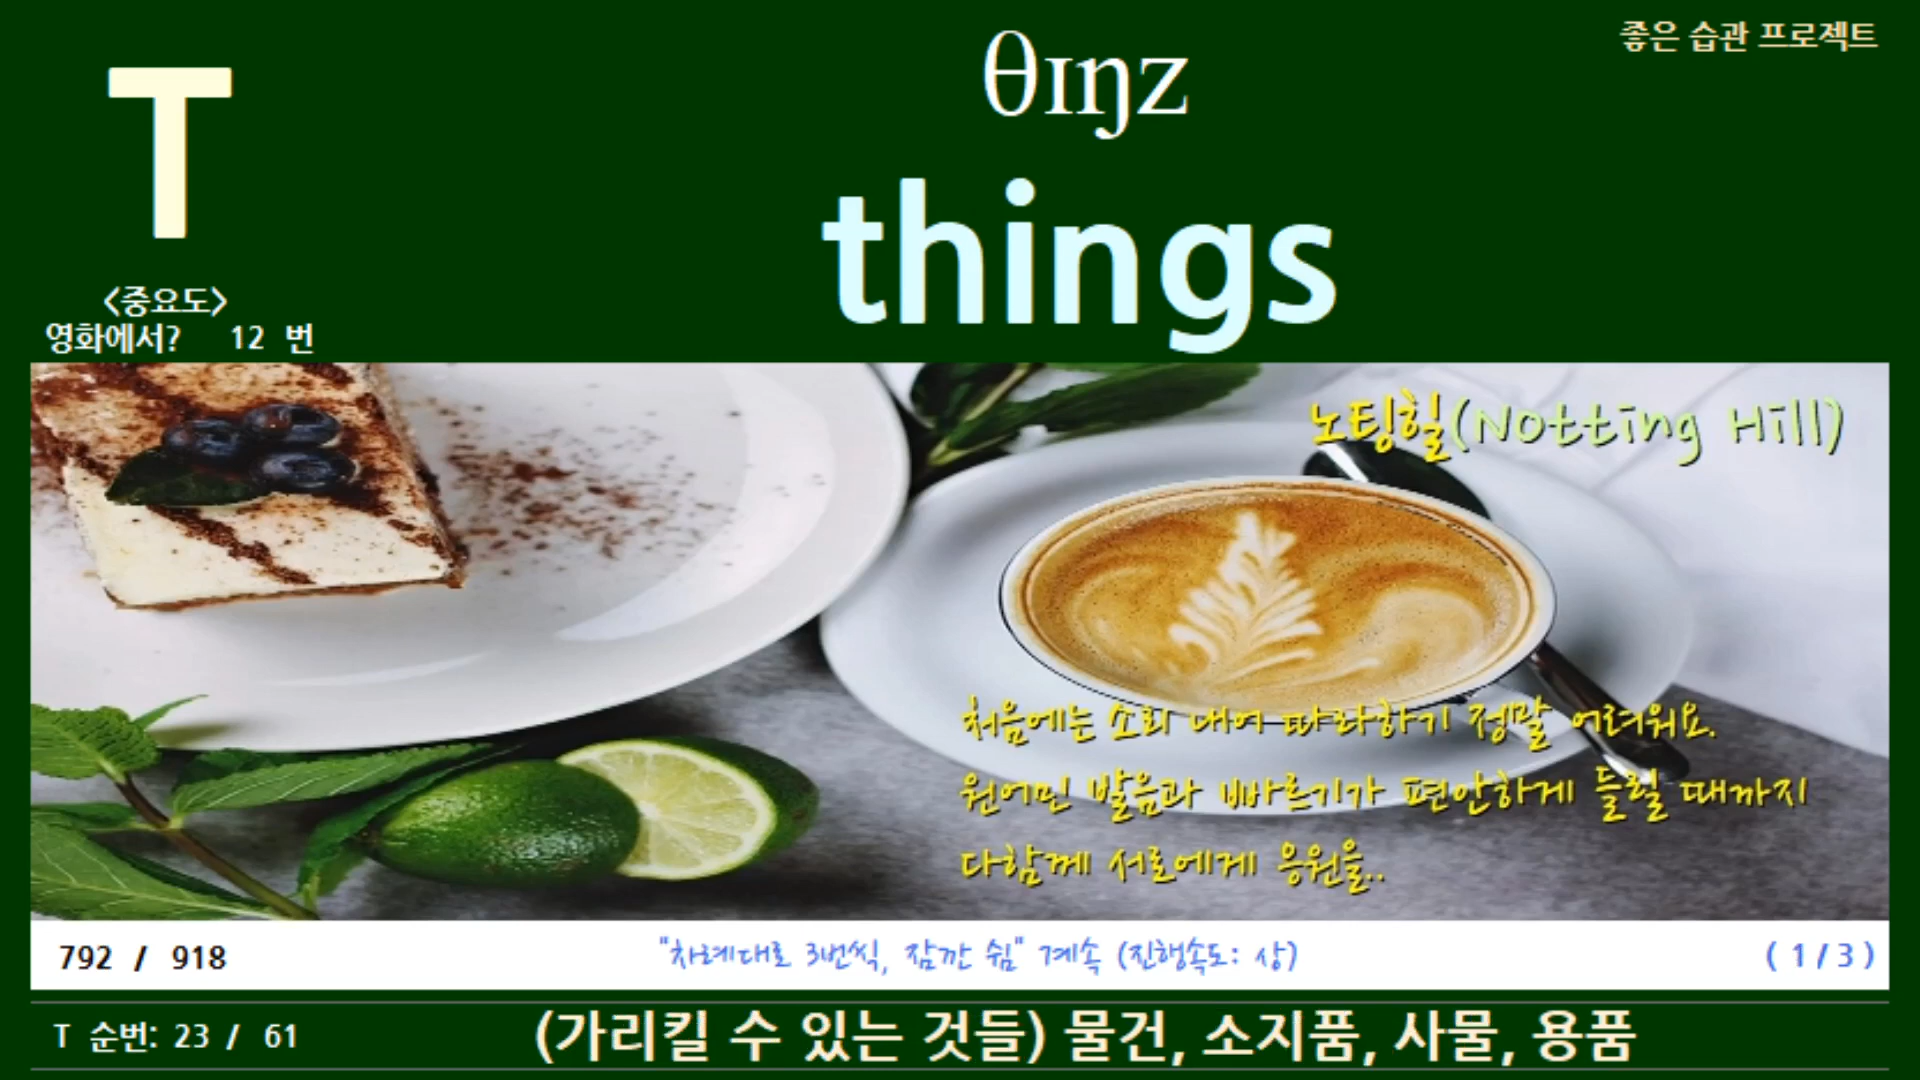 좋은 습관 프로젝트
T
θɪŋz
things
<중요도>
영화에서? 12 번
노팅힐(Notting Hill)
처음에는 소리 내어 따라하기 정말 어려워요.
원어민 발음과 빠르기가 편안하게 들릴 때까지
다함께 서로에게 응원을..
792 / 918
"차례대로 3번씩, 잠깐 쉼" 계속 (진행속도: 상)
( 1 / 3 )
T 순번: 23 / 61
(가리킬 수 있는 것들) 물건, 소지품, 사물, 용품